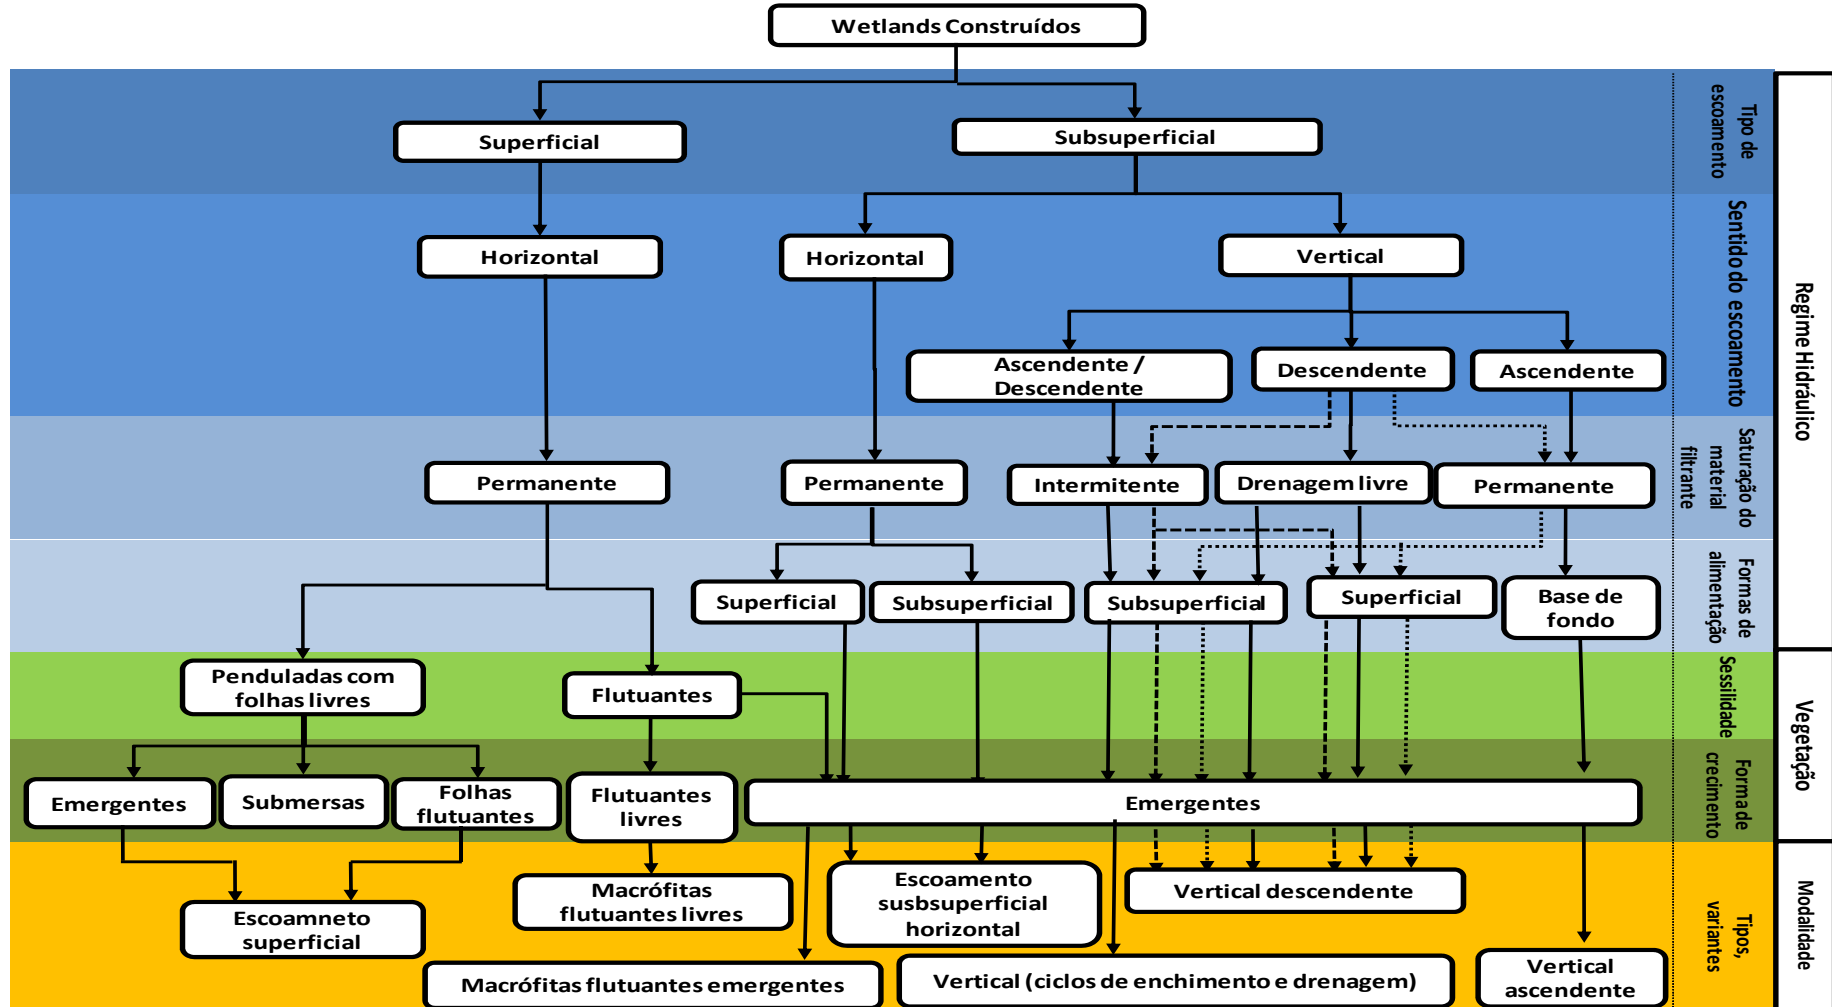 Wetlands Construídos
Superficial
Subsuperficial
Tipo de
escoamento
Horizontal
Horizontal
Vertical
Sentido do escoamento
Ascendente /
Descendente
Descendente
Ascendente
Regime Hidráulico
Permanente
Permanente
Intermitente
Drenagem livre
Permanente
Saturação do
material
filtrante
Superficial
Subsuperficial
Subsuperficial
Superficial
Base de
fondo
Formas de
alimentação
Penduladas com
folhas livres
Flutuantes
Sessilidade
Vegetação
Emergentes
Submersas
Folhas
flutuantes
Flutuantes
livres
Emergentes
Forma de
crecimento
Escoamneto
superficial
Macrófitas
flutuantes livres
Escoamento
susbsuperficial
horizontal
Vertical descendente
Tipos,
variantes
Modalidade
Macrófitas flutuantes emergentes
Vertical (ciclos de enchimento e drenagem)
Vertical
ascendente